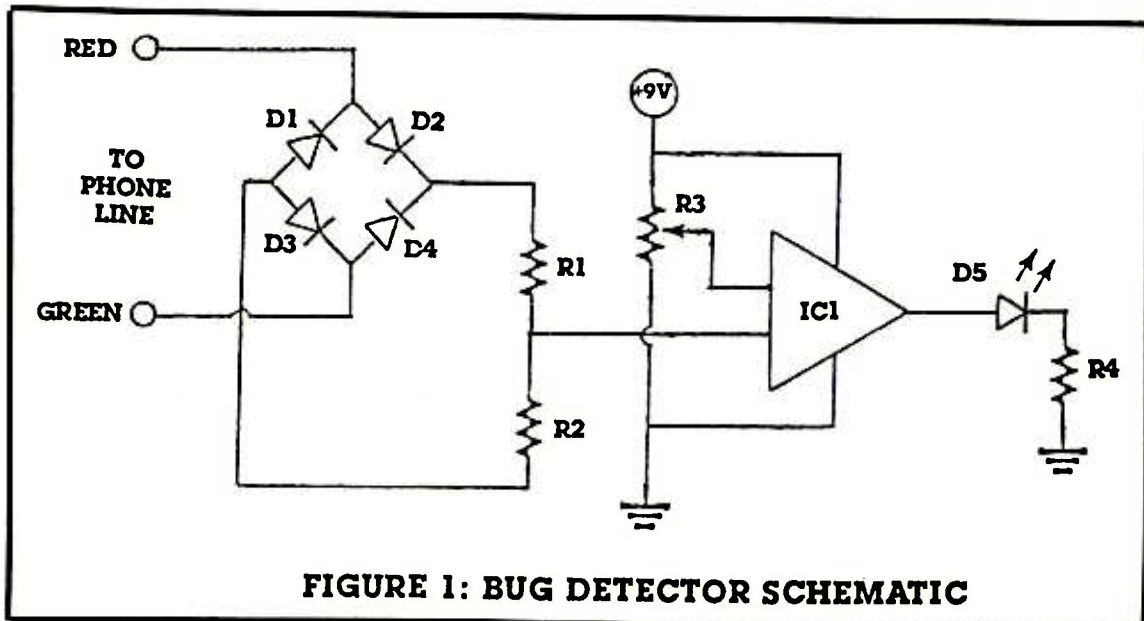 RED
D1
D2
TO
PHONE
LINE
D3
D4
GREEN
R1
R2
+9V
R3
IC1
D5
R4
FIGURE 1: BUG DETECTOR SCHEMATIC